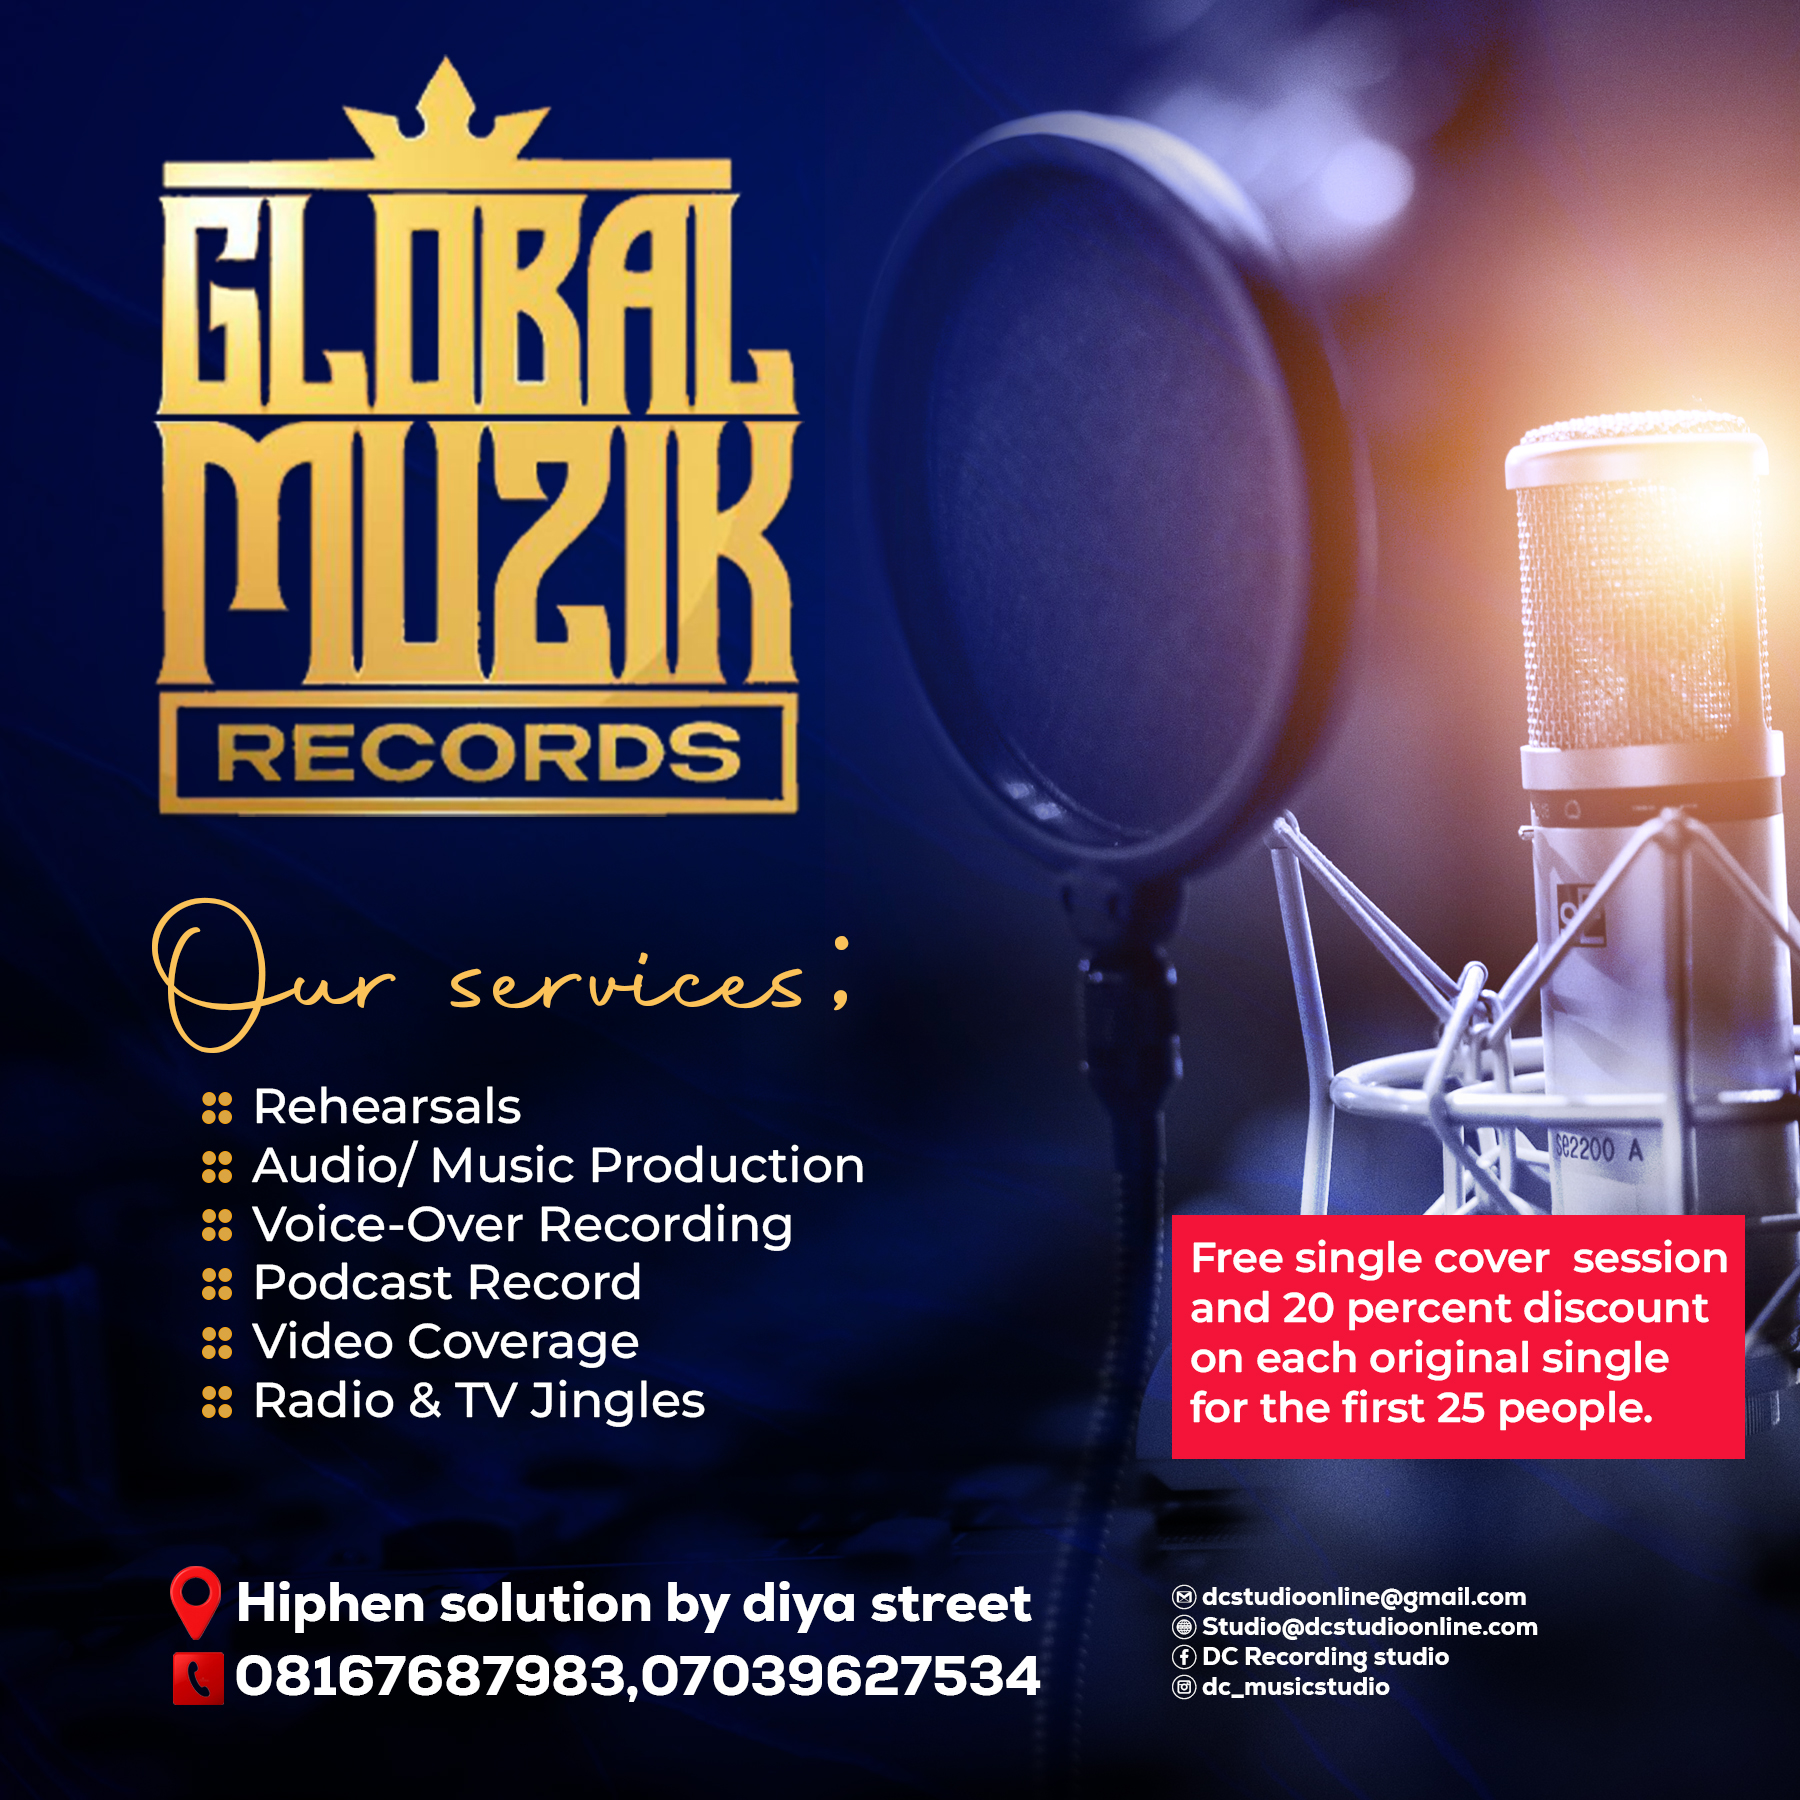 GLOBAL
MUZIK
RECORDS
Our services;
Rehearsals
Audio/ Music Production
Voice-Over Recording
Podcast Record
Video Coverage
Radio & TV Jingles
se2200 A
Free single cover session
and 20 percent discount
on each original single
for the first 25 people.
Hiphen solution by diya street
08167687983,07039627534
dcstudioonline@gmail.com
Studio@dcstudioonline.com
DC Recording studio
dc_musicstudio